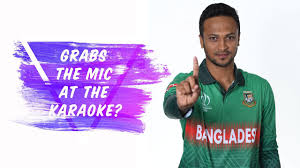 GRABS
THE MIC
AT THE
KARAOKE?
BANGLADES